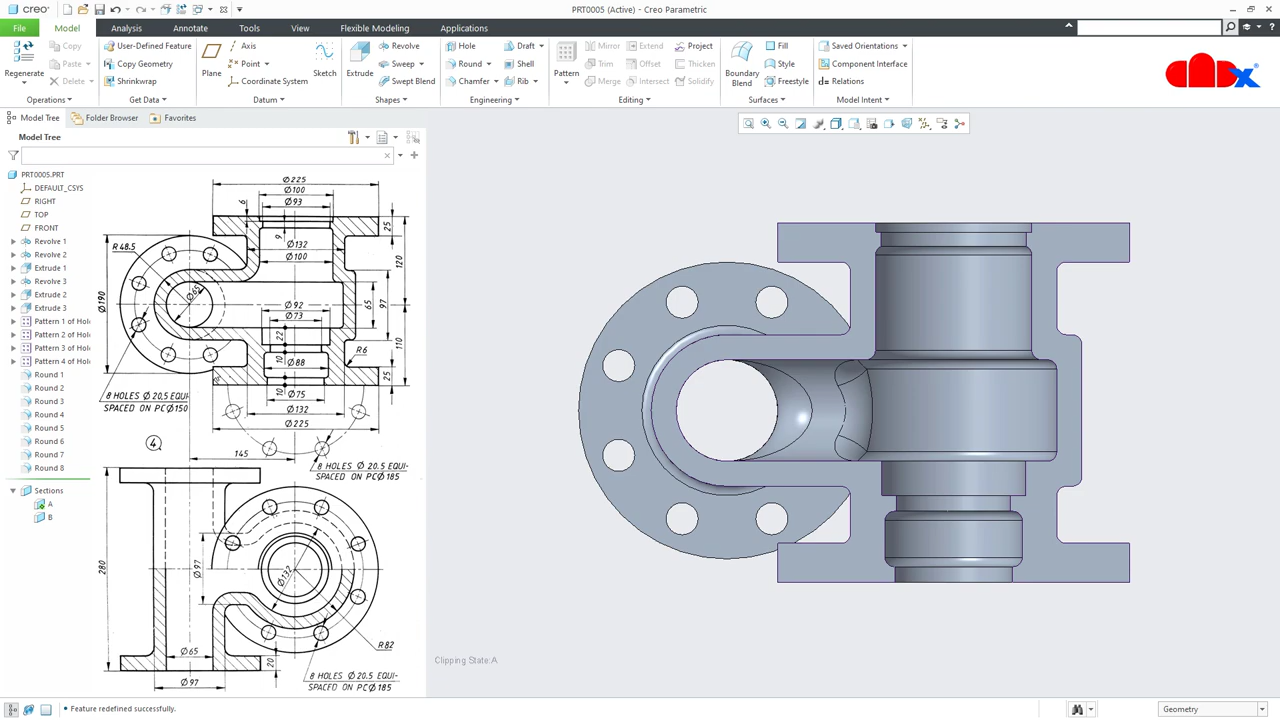 creo
PRT0005 (Active) - Creo Parametric
File
Model
Analysis
Annotate
Tools
View
Flexible Modeling
Applications
Regenerate
Copy
Paste
Delete
Operations
User-Defined Feature
Copy Geometry
Shrinkwrap
Get Data
Plane
Axis
Point
Coordinate System
Sketch
Datum
Extrude
Revolve
Sweep
Swept Blend
Shapes
Hole
Round
Chamfer
Draft
Shell
Rib
Engineering
Pattern
Mirror
Trim
Merge
Extend
Offset
Intersect
Project
Thicken
Solidify
Editing
Boundary
Blend
Fill
Style
Freestyle
Surfaces
Saved Orientations
Component Interface
Relations
Model Intent
CADX
Model Tree
Folder Browser
Favorites
Model Tree
PRT0005.PRT
DEFAULT_CSYS
RIGHT
TOP
FRONT
Revolve 1
Revolve 2
Extrude 1
Revolve 3
Extrude 2
Extrude 3
Pattern 1 of Hol
Pattern 2 of Hol
Pattern 3 of Hol
Pattern 4 of Hol
Round 1
Round 2
Round 3
Round 4
Round 5
Round 6
Round 7
Round 8
Sections
A
B
Ø225
Ø100
Ø93
6
25
9
R 48.5
Ø132
Ø100
120
Ø190
Ø65
Ø92
Ø73
65
97
22
10
Ø88
R6
110
25
10
Ø75
Ø132
Ø225
8 HOLES Ø 20,5 EQUI-
SPACED ON PCØ150
4
145
8 HOLES Ø 20.5 EQUI-
SPACED ON PCØ185
280
Ø97
Ø132
R 82
Ø65
20
Ø97
8 HOLES Ø 20.5 EQUI-
SPACED ON PCØ185
Clipping State:A
Feature redefined successfully.
Geometry